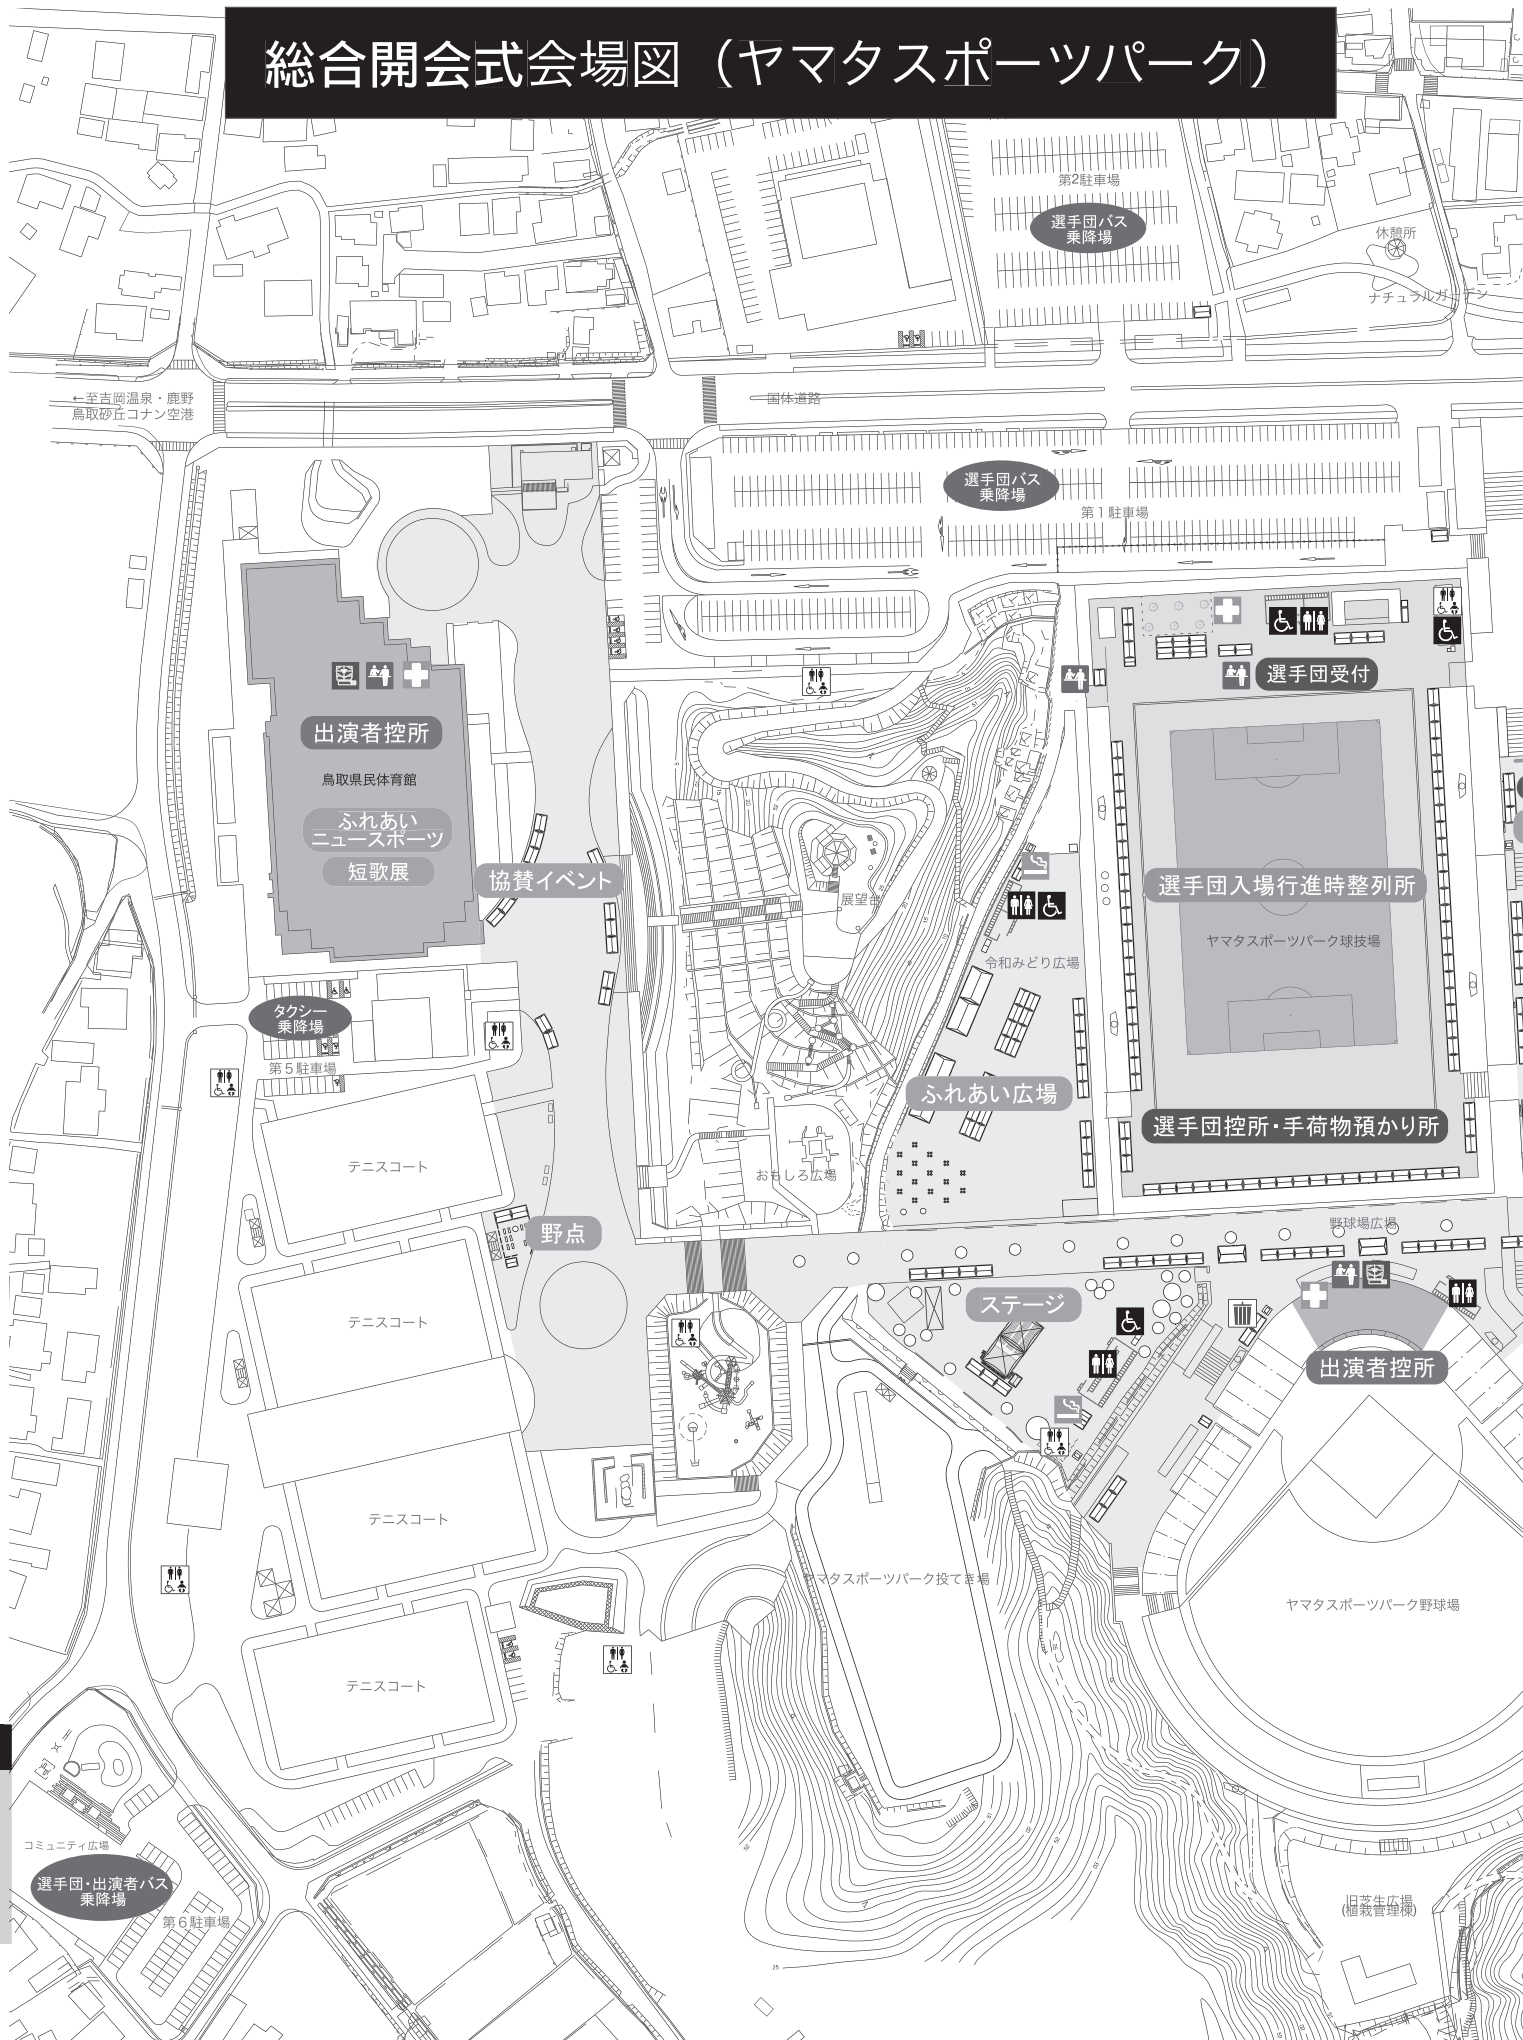 総合開会式会場図（ヤマタスポーツパーク）
第2駐車場
選手団バス
乗降場
休憩所
ナチュラルガーデン
←至吉岡温泉・鹿野
鳥取砂丘コナン空港
国体道路
選手団バス
乗降場
第1駐車場
選手団受付
出演者控所
鳥取県民体育館
ふれあい
ニュースポーツ
短歌展
協賛イベント
展望台
選手団入場行進時整列所
ヤマタスポーツパーク球技場
令和みどり広場
タクシー
乗降場
第5駐車場
ふれあい広場
選手団控所・手荷物預かり所
テニスコート
おもしろ広場
野点
野球場広場
ステージ
テニスコート
出演者控所
テニスコート
ヤマタスポーツパーク投てき場
ヤマタスポーツパーク野球場
テニスコート
コミュニティ広場
選手団・出演者バス
乗降場
第6駐車場
旧芝生広場
(植栽管理棟)